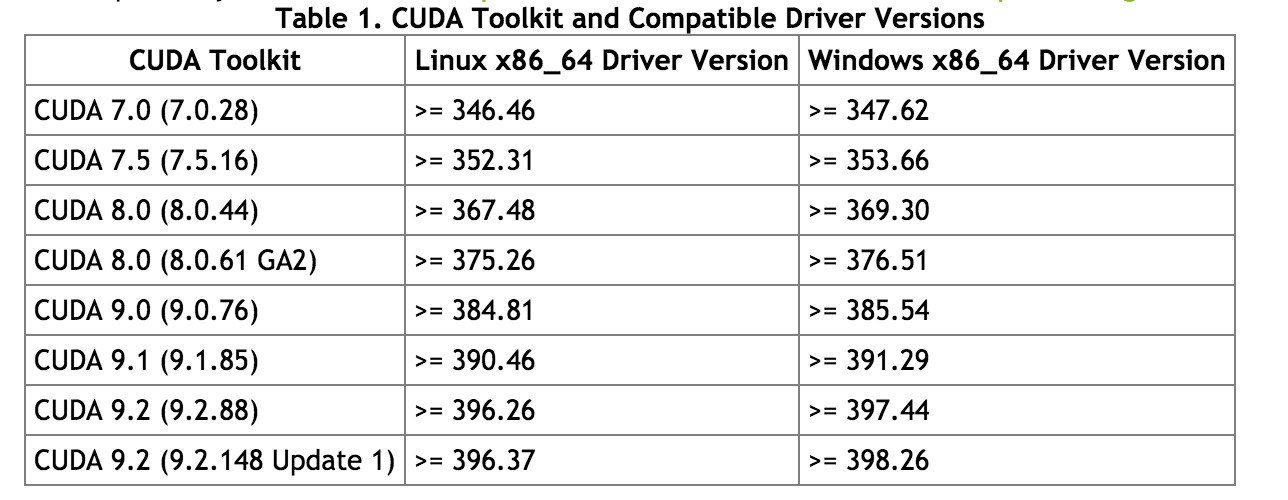 Table 1. CUDA Toolkit and Compatible Driver Versions
CUDA Toolkit Linux x86_64 Driver Version Windows x86_64 Driver Version
CUDA 7.0 (7.0.28) >= 346.46 >= 347.62
CUDA 7.5 (7.5.16) >= 352.31 >= 353.66
CUDA 8.0 (8.0.44) >= 367.48 >= 369.30
CUDA 8.0 (8.0.61 GA2) >= 375.26 >= 376.51
CUDA 9.0 (9.0.76) >= 384.81 >= 385.54
CUDA 9.1 (9.1.85) >= 390.46 >= 391.29
CUDA 9.2 (9.2.88) >= 396.26 >= 397.44
CUDA 9.2 (9.2.148 Update 1) >= 396.37 >= 398.26